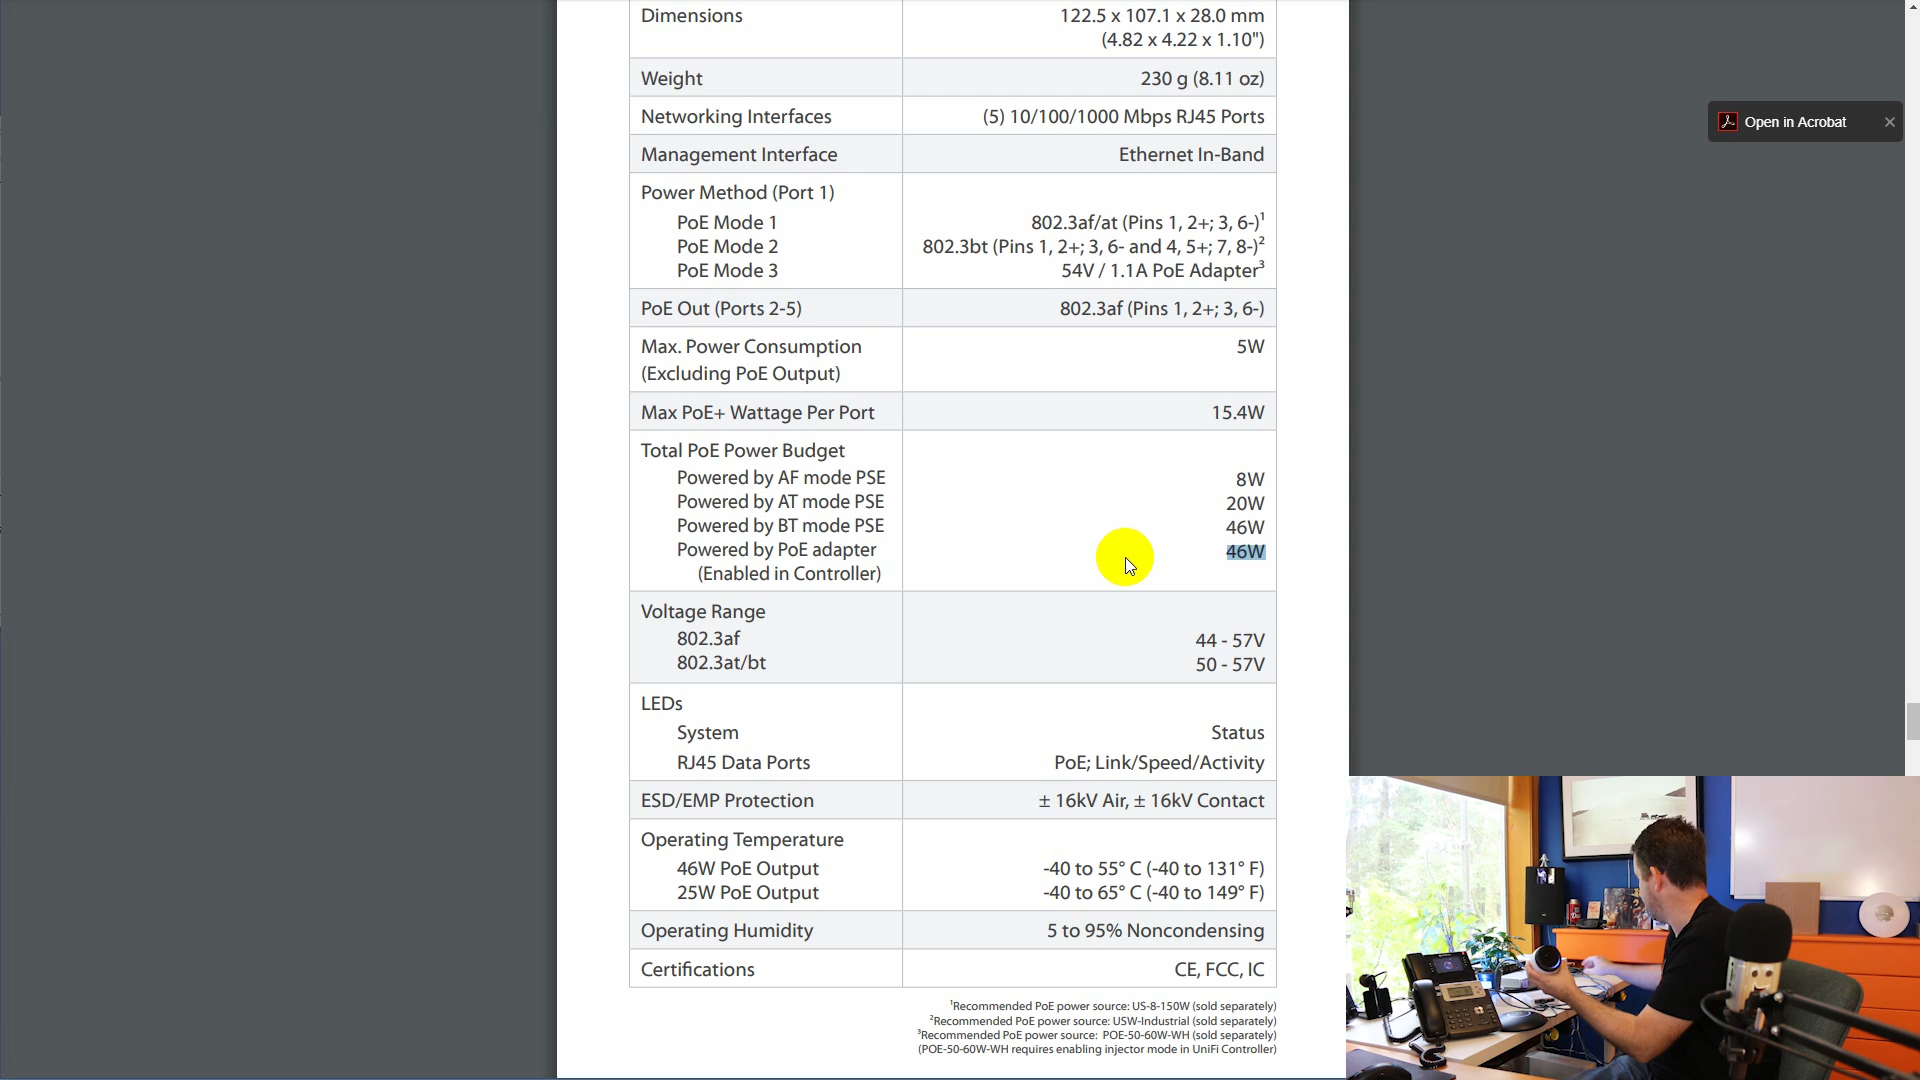 Dimensions 122.5 x 107.1 x 28.0 mm
(4.82 x 4.22 x 1.10")
Weight 230 g (8.11 oz)
Networking Interfaces (5) 10/100/1000 Mbps RJ45 Ports
Open in Acrobat
Management Interface Ethernet In-Band
Power Method (Port 1)
PoE Mode 1 802.3af/at (Pins 1, 2+; 3, 6-)¹
PoE Mode 2 802.3bt (Pins 1, 2+; 3, 6- and 4, 5+; 7, 8-)²
PoE Mode 3 54V / 1.1A PoE Adapter³
PoE Out (Ports 2-5) 802.3af (Pins 1, 2+; 3, 6-)
Max. Power Consumption 5W
(Excluding PoE Output)
Max PoE+ Wattage Per Port 15.4W
Total PoE Power Budget
Powered by AF mode PSE 8W
Powered by AT mode PSE 20W
Powered by BT mode PSE 46W
Powered by PoE adapter 46W
(Enabled in Controller)
Voltage Range
802.3af 44 - 57V
802.3at/bt 50 - 57V
LEDs
System Status
RJ45 Data Ports PoE; Link/Speed/Activity
ESD/EMP Protection ± 16kV Air, ± 16kV Contact
Operating Temperature
46W PoE Output -40 to 55° C (-40 to 131° F)
25W PoE Output -40 to 65° C (-40 to 149° F)
Operating Humidity 5 to 95% Noncondensing
Certifications CE, FCC, IC
¹Recommended PoE power source: US-8-150W (sold separately)
²Recommended PoE power source: USW-Industrial (sold separately)
³Recommended PoE power source: POE-50-60W-WH (sold separately)
(POE-50-60W-WH requires enabling injector mode in UniFi Controller)